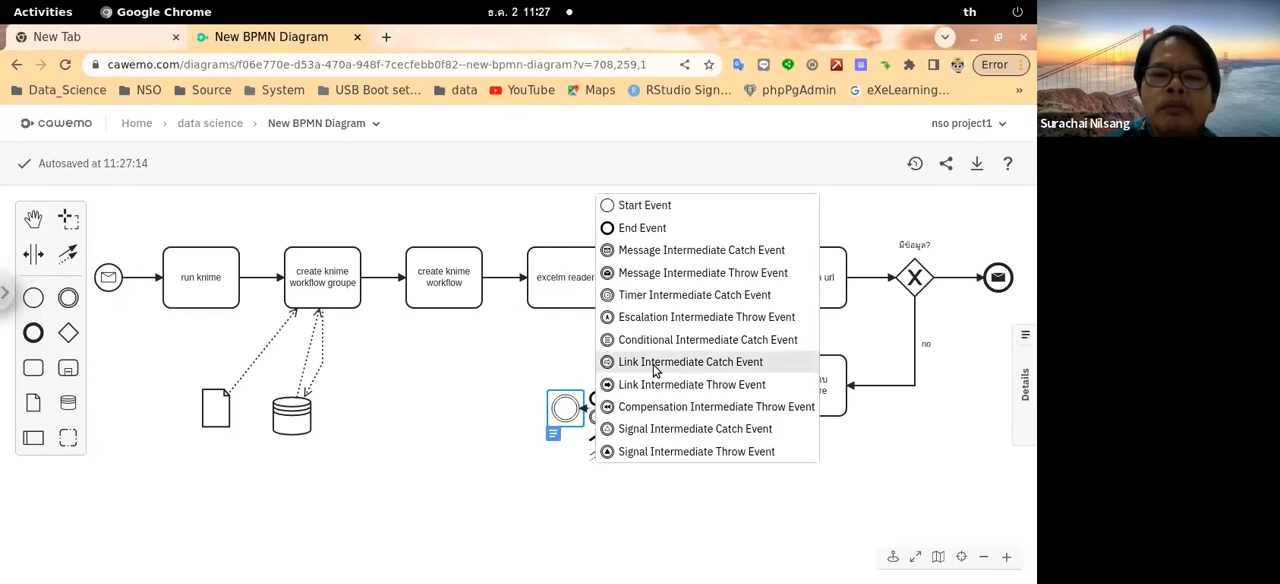 Activities
Google Chrome
ธ.ค. 2 11:27
th
New Tab
New BPMN Diagram
cawemo.com/diagrams/f06e770e-d53a-470a-948f-7cecfebb0f82--new-bpmn-diagram?v=708,259,1
Error
Data_Science
NSO
Source
System
USB Boot set...
data
YouTube
Maps
RStudio Sign...
phpPgAdmin
eXeLearning...
»
cawemo
Home
data science
New BPMN Diagram
nso project1
Autosaved at 11:27:14
Surachai Nilsang
Start Event
End Event
Message Intermediate Catch Event
Message Intermediate Throw Event
Timer Intermediate Catch Event
Escalation Intermediate Throw Event
Conditional Intermediate Catch Event
Link Intermediate Catch Event
Link Intermediate Throw Event
Compensation Intermediate Throw Event
Signal Intermediate Catch Event
Signal Intermediate Throw Event
run knime
create knime
workflow groupe
create knime
workflow
excelm reader
url
มีข้อมูล?
X
no
re
Details